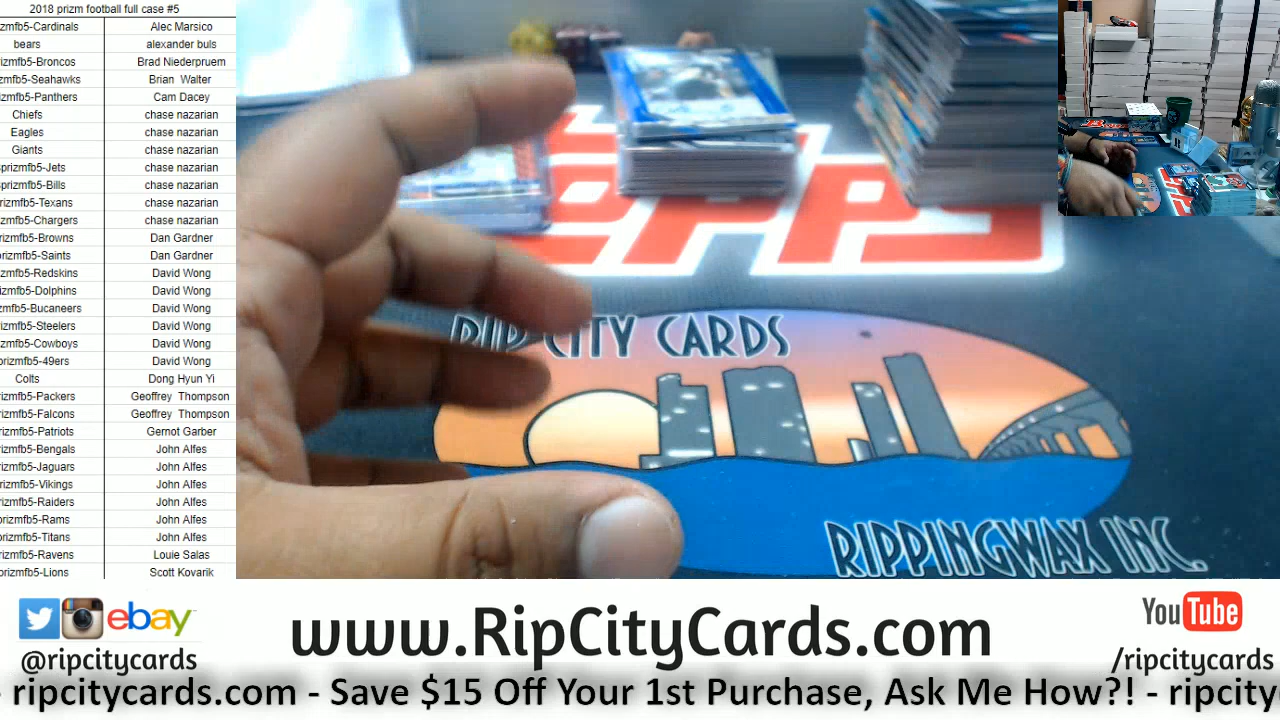 2018 prizm football full case #5
izmfb5-Cardinals Alec Marsico
bears alexander buls
rizmfb5-Broncos Brad Niederpruem
zmfb5-Seahawks Brian Walter
izmfb5-Panthers Cam Dacey
Chiefs chase nazarian
Eagles chase nazarian
Giants chase nazarian
prizmfb5-Jets chase nazarian
prizmfb5-Bills chase nazarian
rizmfb5-Texans chase nazarian
zmfb5-Chargers chase nazarian
rizmfb5-Browns Dan Gardner
orizmfb5-Saints Dan Gardner
zmfb5-Redskins David Wong
izmfb5-Dolphins David Wong
mfb5-Bucaneers David Wong
izmfb5-Steelers David Wong
zmfb5-Cowboys David Wong
prizmfb5-49ers David Wong
Colts Dong Hyun Yi
zmfb5-Packers Geoffrey Thompson
rizmfb5-Falcons Geoffrey Thompson
izmfb5-Patriots Gernot Garber
izmfb5-Bengals John Alfes
izmfb5-Jaguars John Alfes
rizmfb5-Vikings John Alfes
izmfb5-Raiders John Alfes
prizmfb5-Rams John Alfes
orizmfb5-Titans John Alfes
izmfb5-Ravens Louie Salas
prizmfb5-Lions Scott Kovarik
RIP CITY CARDS
RIPPINGWAX INC.
ebay
@ripcitycards
www.RipCityCards.com
You Tube
/ripcitycards
ripcitycards.com - Save $15 Off Your 1st Purchase, Ask Me How?! - ripcity